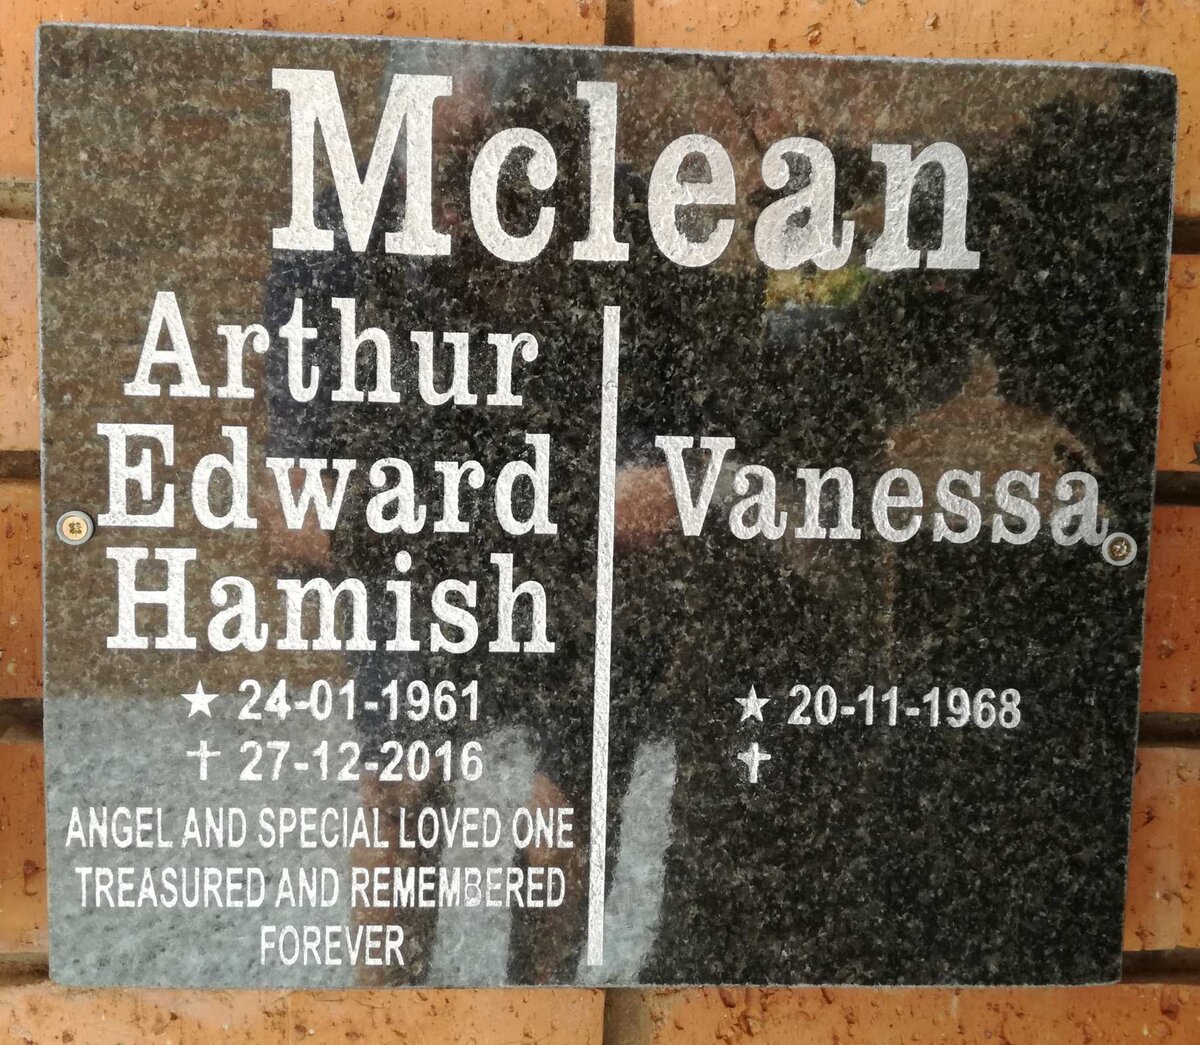 Mclean
Arthur
Edward
Hamish
★ 24-01-1961
✝ 27-12-2016
ANGEL AND SPECIAL LOVED ONE
TREASURED AND REMEMBERED
FOREVER
Vanessa
★ 20-11-1968
✝